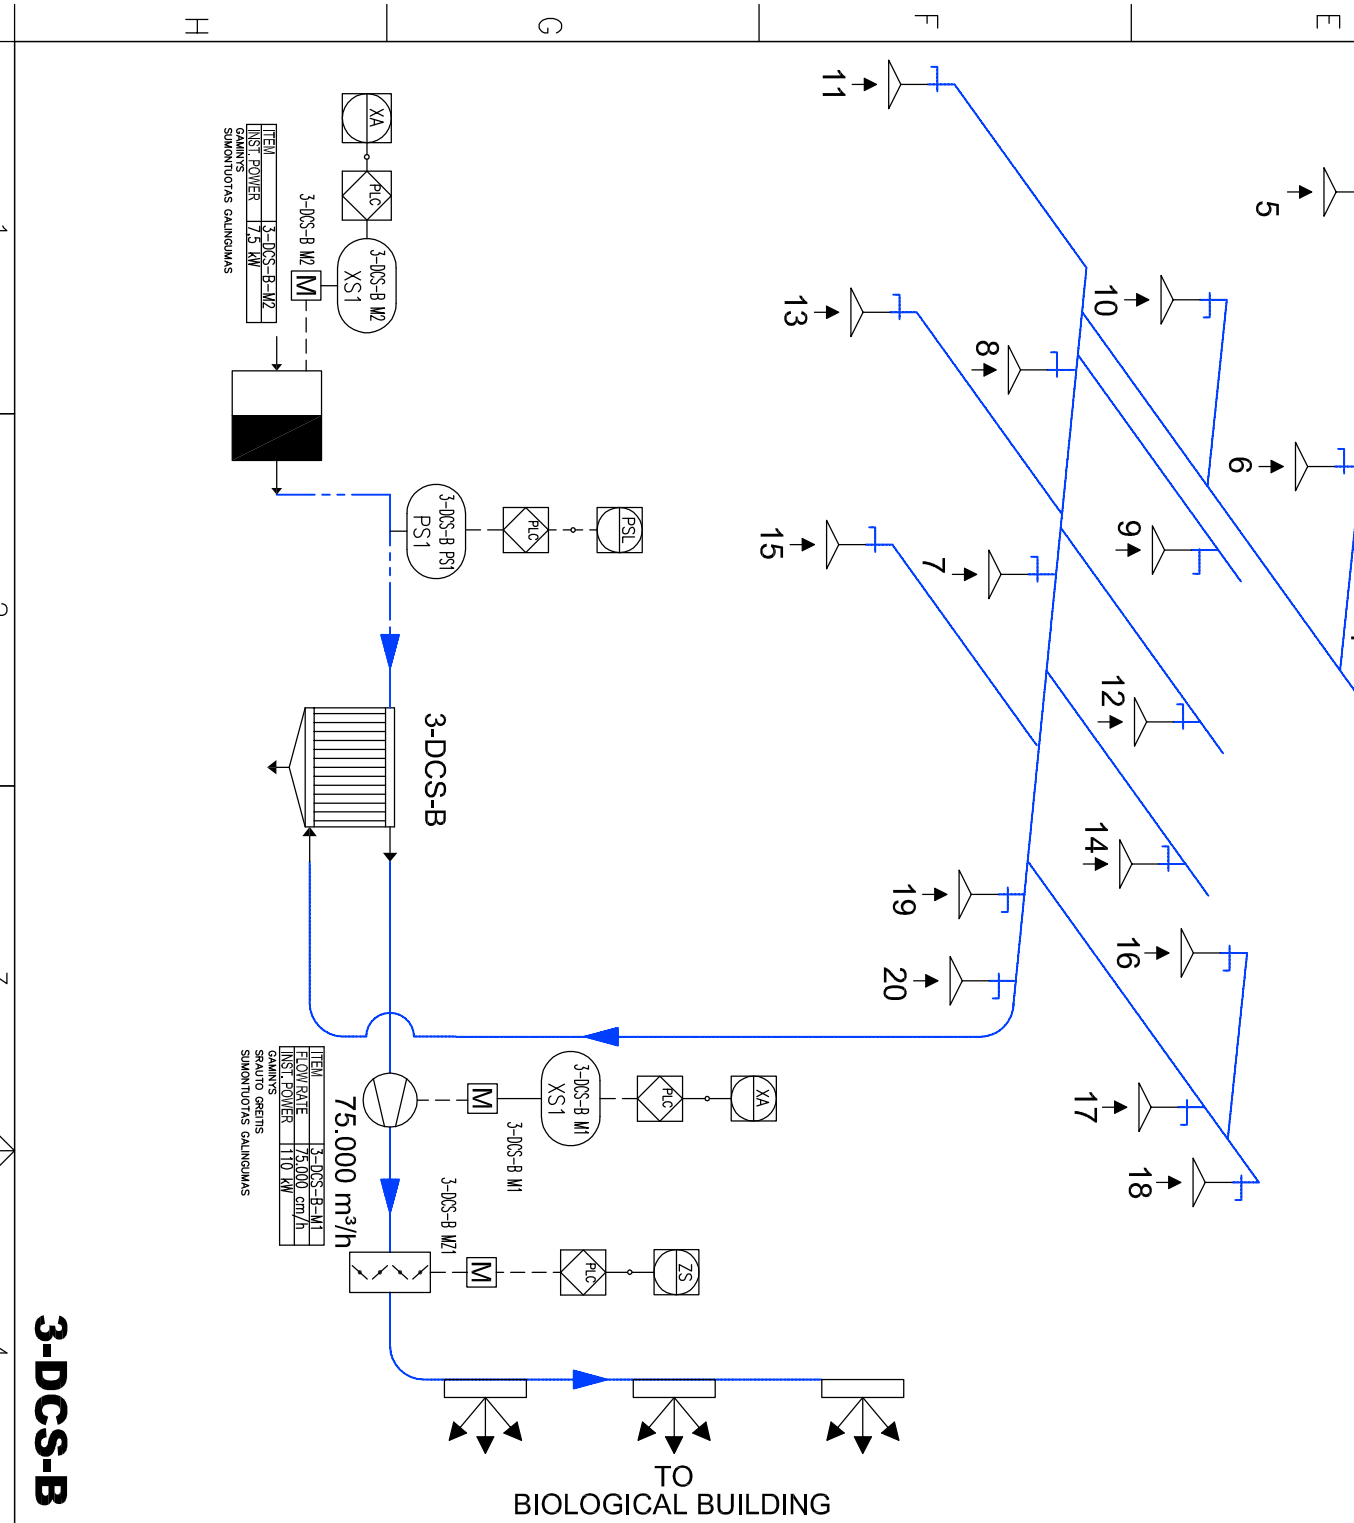 H
G
F
E
11
5
XA
PLC
3-DCS-B M2
XS1
3-DCS-B M2
M
ITEM 3-DCS-B-M2
INST. POWER 7,5 kW
GAMINYS
SUMONTUOTAS GALINGUMAS
1
10
13
8
6
9
15
7
3-DCS-B PS1
PS1
PLC
PSL
2
12
3-DCS-B
14
19
16
20
17
18
3-DCS-B M1
XS1
PLC
XA
M
3-DCS-B M1
75.000 m³/h
ITEM 3-DCS-B-M1
FLOW RATE 75.000 cm/h
INST. POWER 110 kW
GAMINYS
SRAUTO GREITIS
SUMONTUOTAS GALINGUMAS
3-DCS-B MZ1
M
PLC
ZS
4
3-DCS-B
TO
BIOLOGICAL BUILDING